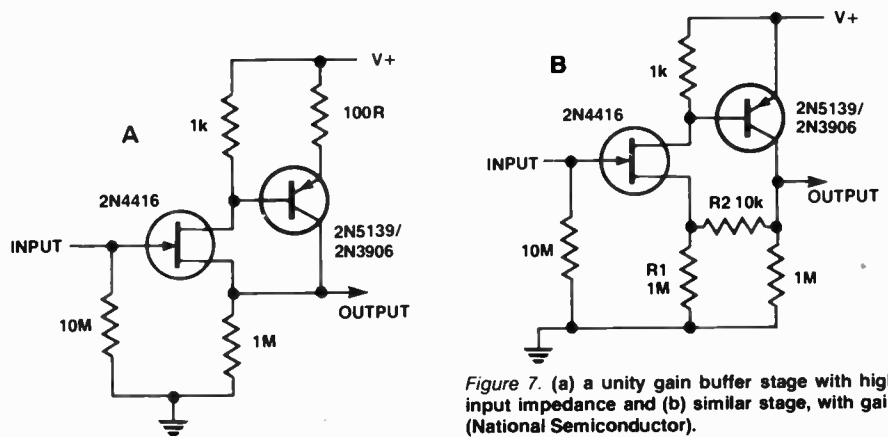 A
V+
1k
100R
2N4416
2N5139/
2N3906
INPUT
OUTPUT
10M
1M
B
V+
1k
2N4416
2N5139/
2N3906
INPUT
R2 10k
OUTPUT
10M
R1
1M
1M
Figure 7. (a) a unity gain buffer stage with high
input impedance and (b) similar stage, with gai
(National Semiconductor).